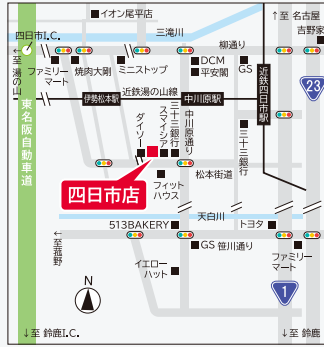 イオン尾平店
↑至 名古屋
吉野家
四日市I.C.
三滝川
柳通り
←至 湯の山
ファミリーマート
焼肉大剛
ミニストップ
DCM
平安閣
GS
23
近鉄湯の山線
伊勢松本駅
中川原駅
近鉄四日市駅
東名阪自動車道
ダイソー
スマイシア
三十三銀行
中川原通り
三十三銀行
四日市店
フィットハウス
松本街道
天白川
513BAKERY
トヨタ
←至菰野
GS
笹川通り
イエローハット
ファミリーマート
N
1
↓至 鈴鹿I.C.
↓至 鈴鹿